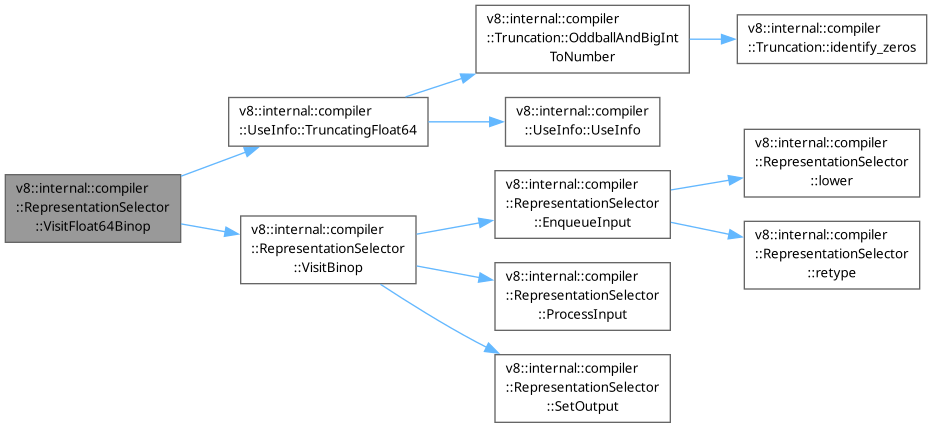 v8::internal::compiler
::RepresentationSelector
::VisitFloat64Binop
v8::internal::compiler
::UseInfo::TruncatingFloat64
v8::internal::compiler
::Truncation::OddballAndBigInt
ToNumber
v8::internal::compiler
::Truncation::identify_zeros
v8::internal::compiler
::UseInfo::UseInfo
v8::internal::compiler
::RepresentationSelector
::VisitBinop
v8::internal::compiler
::RepresentationSelector
::EnqueueInput
v8::internal::compiler
::RepresentationSelector
::lower
v8::internal::compiler
::RepresentationSelector
::retype
v8::internal::compiler
::RepresentationSelector
::ProcessInput
v8::internal::compiler
::RepresentationSelector
::SetOutput